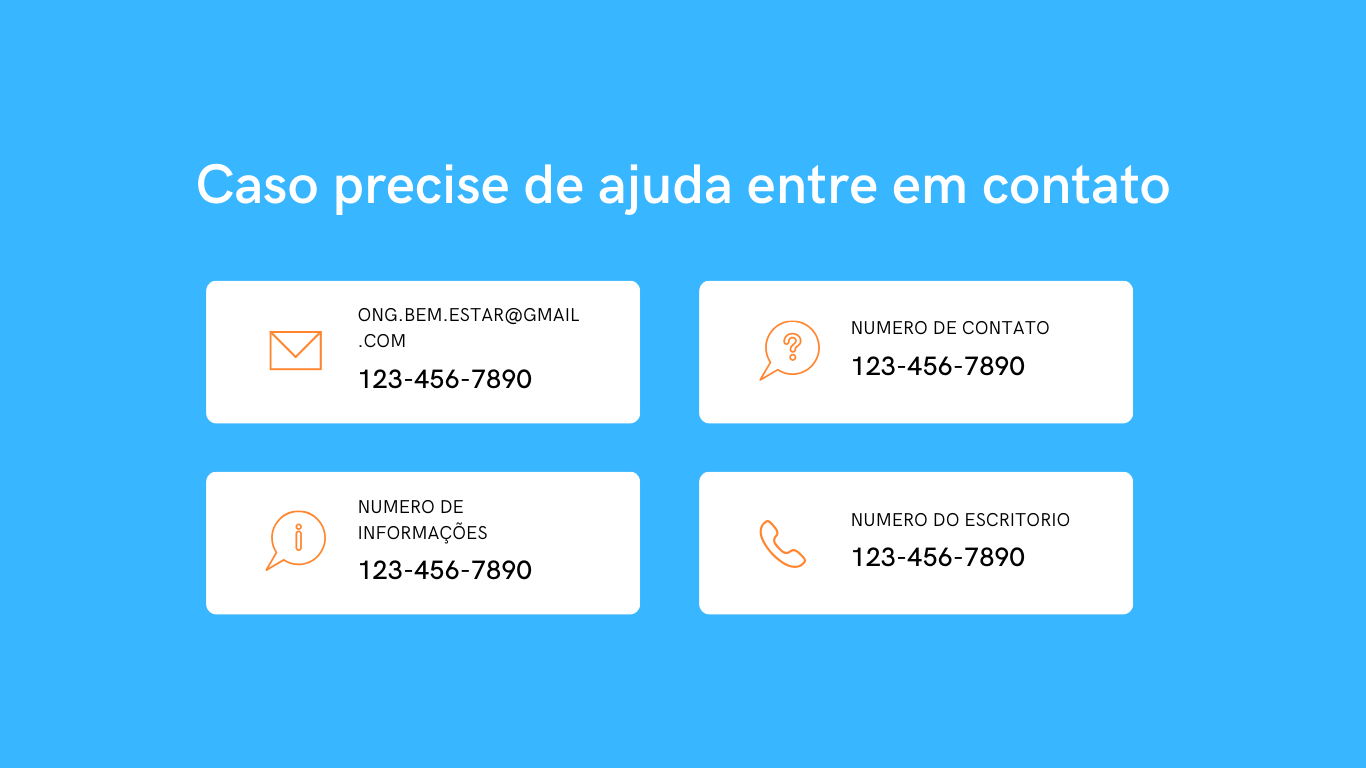 Caso precise de ajuda entre em contato
ONG.BEM.ESTAR@GMAIL
.COM
123-456-7890
NUMERO DE CONTATO
123-456-7890
NUMERO DE
INFORMAÇÕES
123-456-7890
NUMERO DO ESCRITORIO
123-456-7890